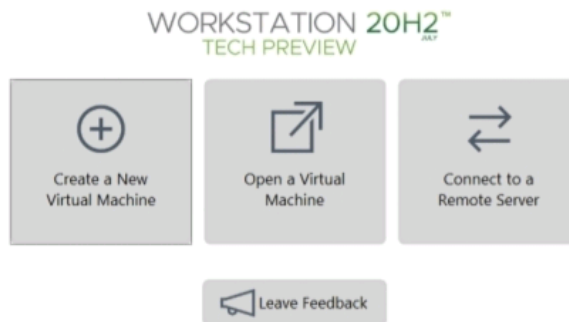 WORKSTATION 20H2™
JULY
TECH PREVIEW
Create a New
Virtual Machine
Open a Virtual
Machine
Connect to a
Remote Server
Leave Feedback